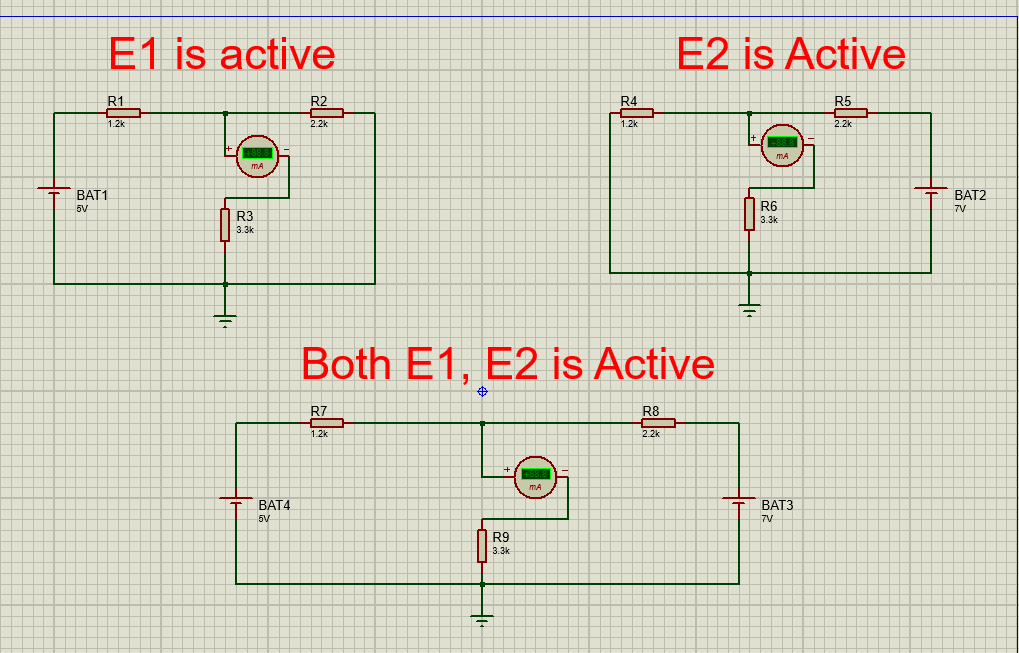 E1 is active
E2 is Active
R1
1.2k
R2
2.2k
+
−
mA
BAT1
5V
R3
3.3k
R4
1.2k
R5
2.2k
+
−
mA
BAT2
7V
R6
3.3k
Both E1, E2 is Active
R7
1.2k
R8
2.2k
+
−
mA
BAT4
5V
BAT3
7V
R9
3.3k